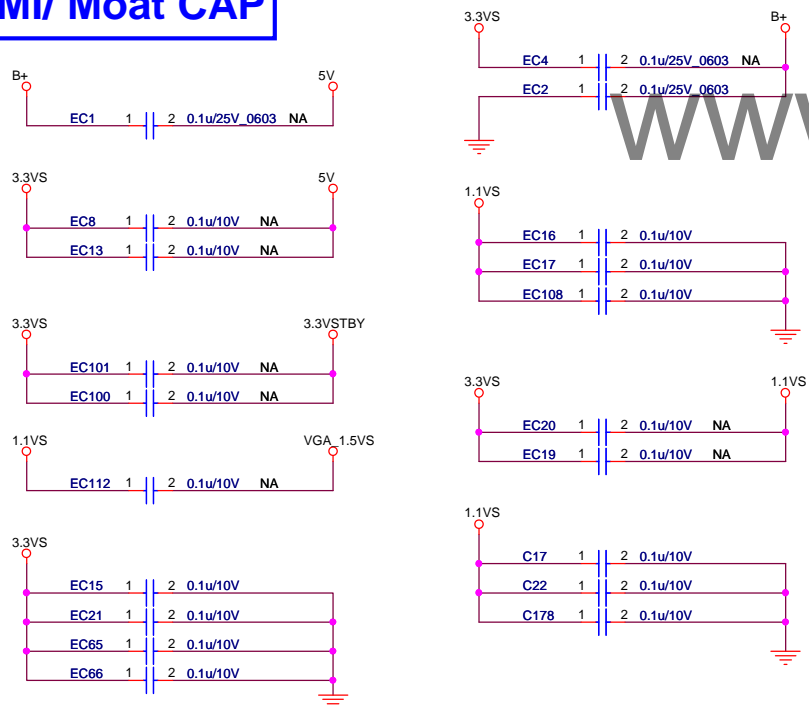 MI/ Moat CAP
B+ 5V
EC1 1 2 0.1u/25V_0603 NA
3.3VS 5V
EC8 1 2 0.1u/10V NA
EC13 1 2 0.1u/10V NA
3.3VS 3.3VSTBY
EC101 1 2 0.1u/10V NA
EC100 1 2 0.1u/10V NA
1.1VS VGA_1.5VS
EC112 1 2 0.1u/10V NA
3.3VS
EC15 1 2 0.1u/10V
EC21 1 2 0.1u/10V
EC65 1 2 0.1u/10V
EC66 1 2 0.1u/10V
3.3VS B+
EC4 1 2 0.1u/25V_0603 NA
EC2 1 2 0.1u/25V_0603
www
1.1VS
EC16 1 2 0.1u/10V
EC17 1 2 0.1u/10V
EC108 1 2 0.1u/10V
3.3VS 1.1VS
EC20 1 2 0.1u/10V NA
EC19 1 2 0.1u/10V NA
1.1VS
C17 1 2 0.1u/10V
C22 1 2 0.1u/10V
C178 1 2 0.1u/10V